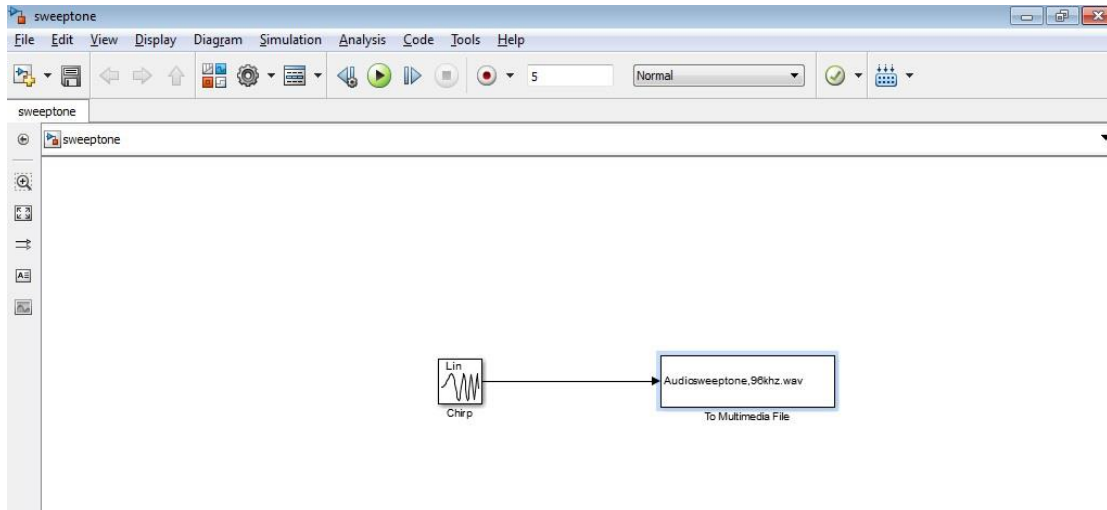 sweeptone
File Edit View Display Diagram Simulation Analysis Code Tools Help
5 Normal
sweeptone
sweeptone
Lin
Chirp
Audiosweeptone,96khz.wav
To Multimedia File